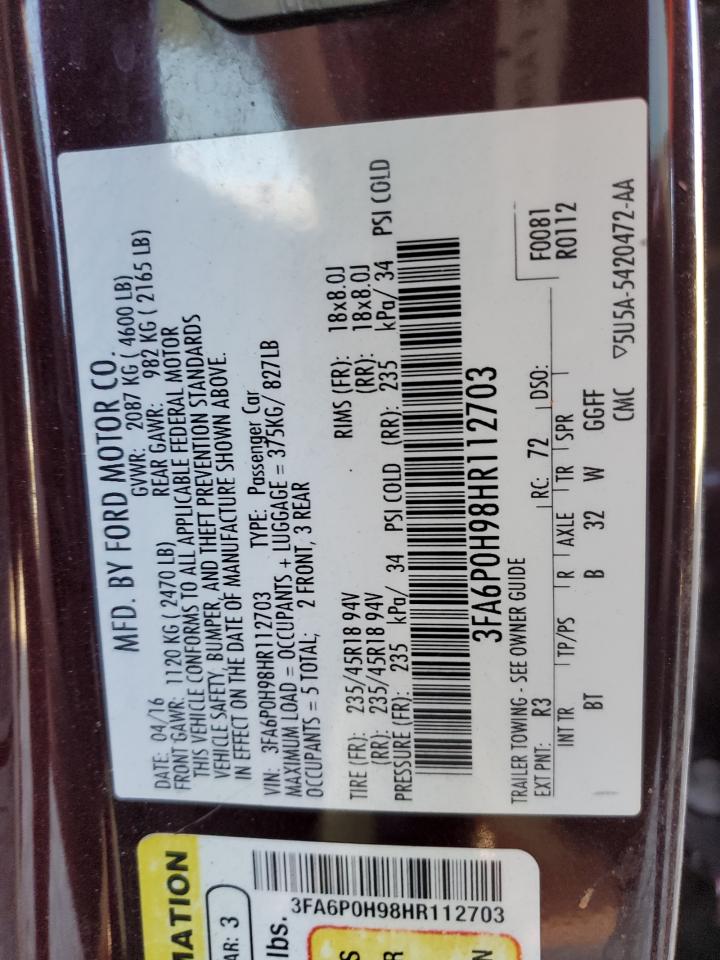 MFD. BY FORD MOTOR CO.
DATE: 04/16 GVWR: 2087 KG ( 4600 LB)
FRONT GAWR: 1120 KG ( 2470 LB) REAR GAWR: 982 KG ( 2165 LB)
THIS VEHICLE CONFORMS TO ALL APPLICABLE FEDERAL MOTOR
VEHICLE SAFETY, BUMPER, AND THEFT PREVENTION STANDARDS
IN EFFECT ON THE DATE OF MANUFACTURE SHOWN ABOVE.
VIN: 3FA6P0H98HR112703 TYPE: Passenger Car
MAXIMUM LOAD = OCCUPANTS + LUGGAGE = 375KG/ 827LB
OCCUPANTS = 5 TOTAL; 2 FRONT, 3 REAR
TIRE (FR): 235/45R18 94V RIMS (FR): 18x8.0J
(RR): 235/45R18 94V (RR): 18x8.0J
PRESSURE (FR): 235 kPa/ 34 PSI COLD (RR): 235 kPa/ 34 PSI COLD
3FA6P0H98HR112703
TRAILER TOWING - SEE OWNER GUIDE
F0081
EXT PNT: R3 RC: 72 DSO: R0112
INT TR TP/PS R AXLE TR SPR
BT B 32 W GGFF
CMC ▽5U5A-5420472-AA
MATION
AR: 3
lbs.
3FA6P0H98HR112703
S
R
N